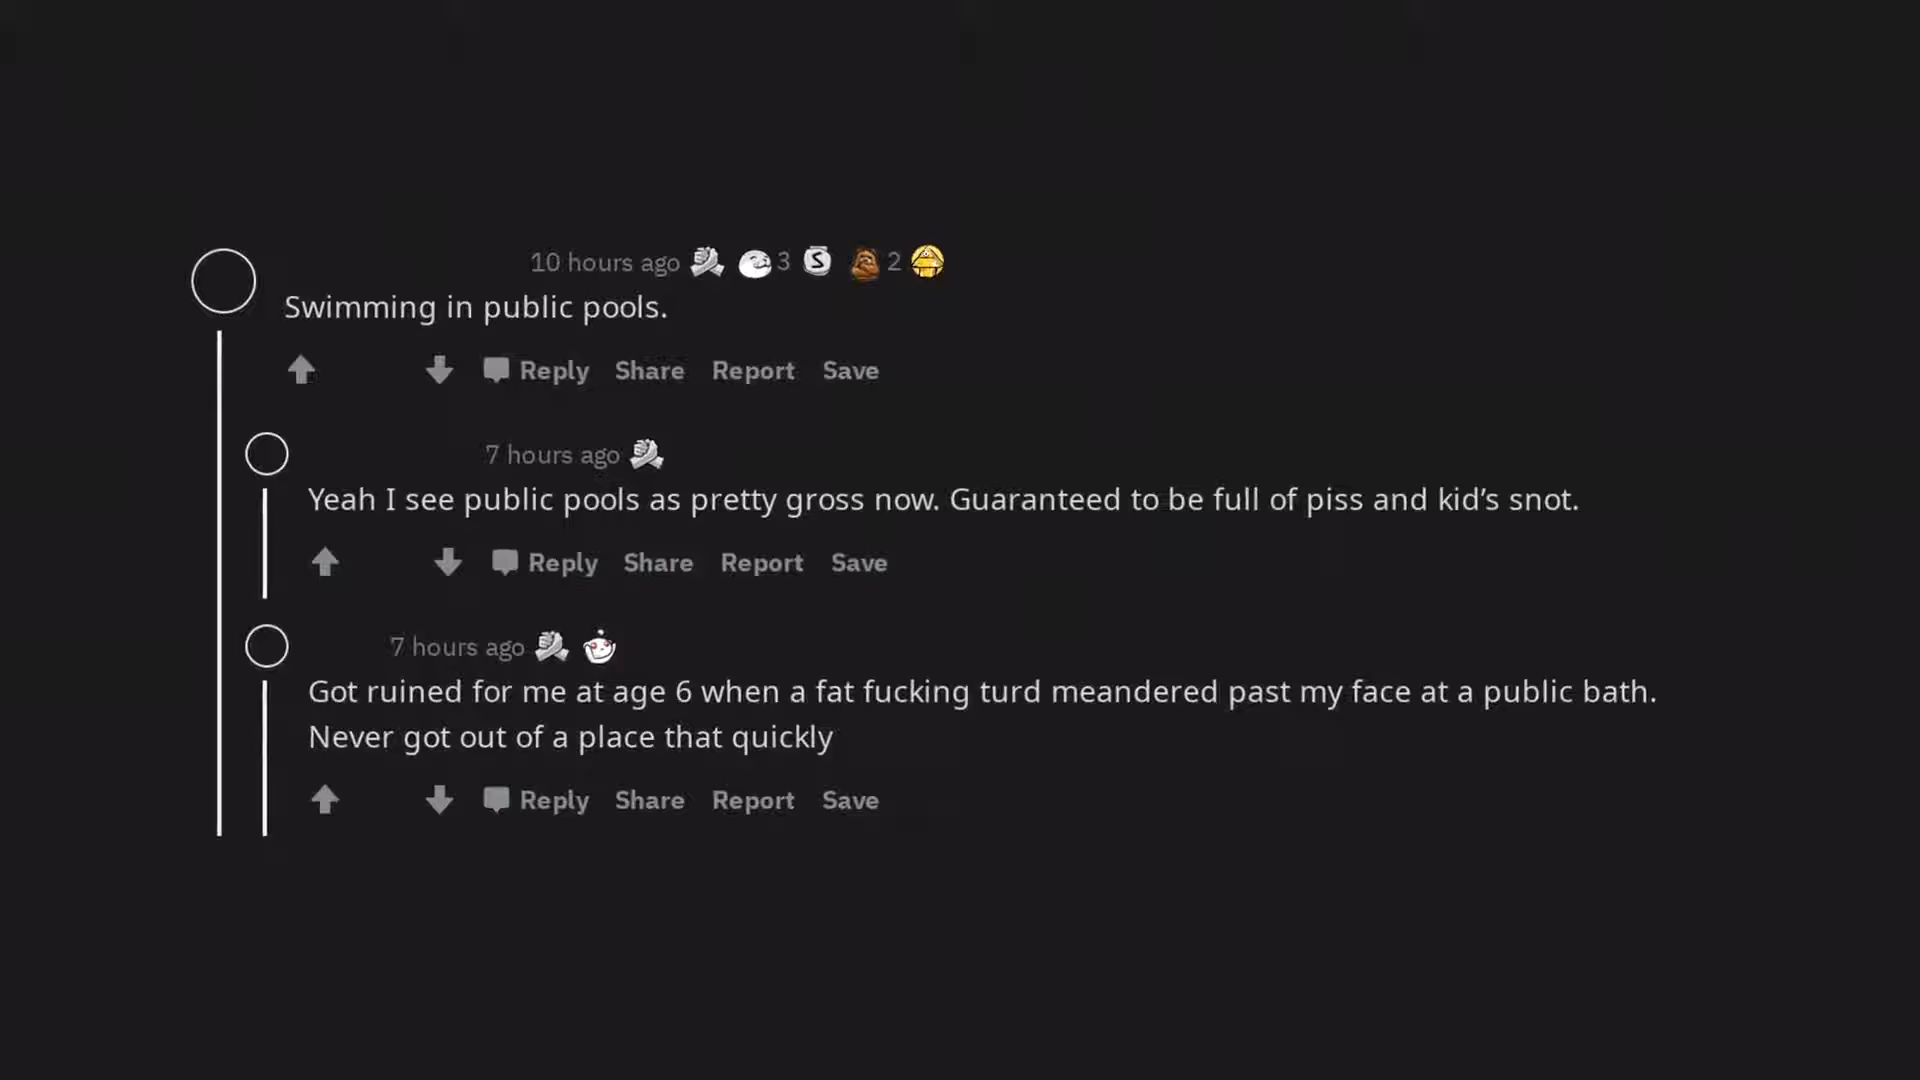 10 hours ago 3 S 2
Swimming in public pools.
Reply Share Report Save
7 hours ago
Yeah I see public pools as pretty gross now. Guaranteed to be full of piss and kid’s snot.
Reply Share Report Save
7 hours ago
Got ruined for me at age 6 when a fat fucking turd meandered past my face at a public bath.
Never got out of a place that quickly
Reply Share Report Save